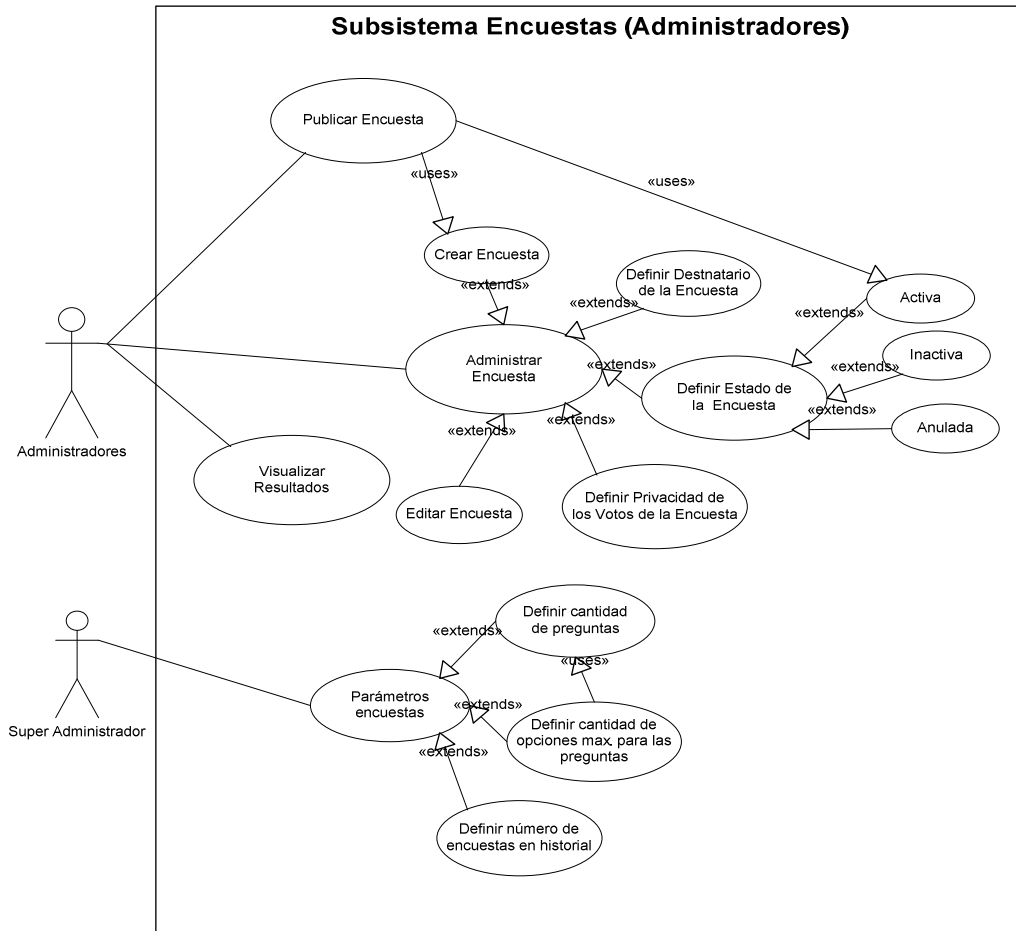 Subsistema Encuestas (Administradores)
Publicar Encuesta
«uses»
«uses»
Crear Encuesta
«extends»
Definir Destnatario
de la Encuesta
«extends»
Activa
«extends»
Inactiva
«extends»
Administrar
Encuesta
«extends»
Definir Estado de
la Encuesta
«extends»
Anulada
«extends»
«extends»
Administradores
Visualizar
Resultados
Editar Encuesta
Definir Privacidad de
los Votos de la Encuesta
Definir cantidad
de preguntas
«extends»
«uses»
Parámetros
encuestas
«extends»
Super Administrador
Definir cantidad de
opciones max. para las
preguntas
«extends»
Definir número de
encuestas en historial